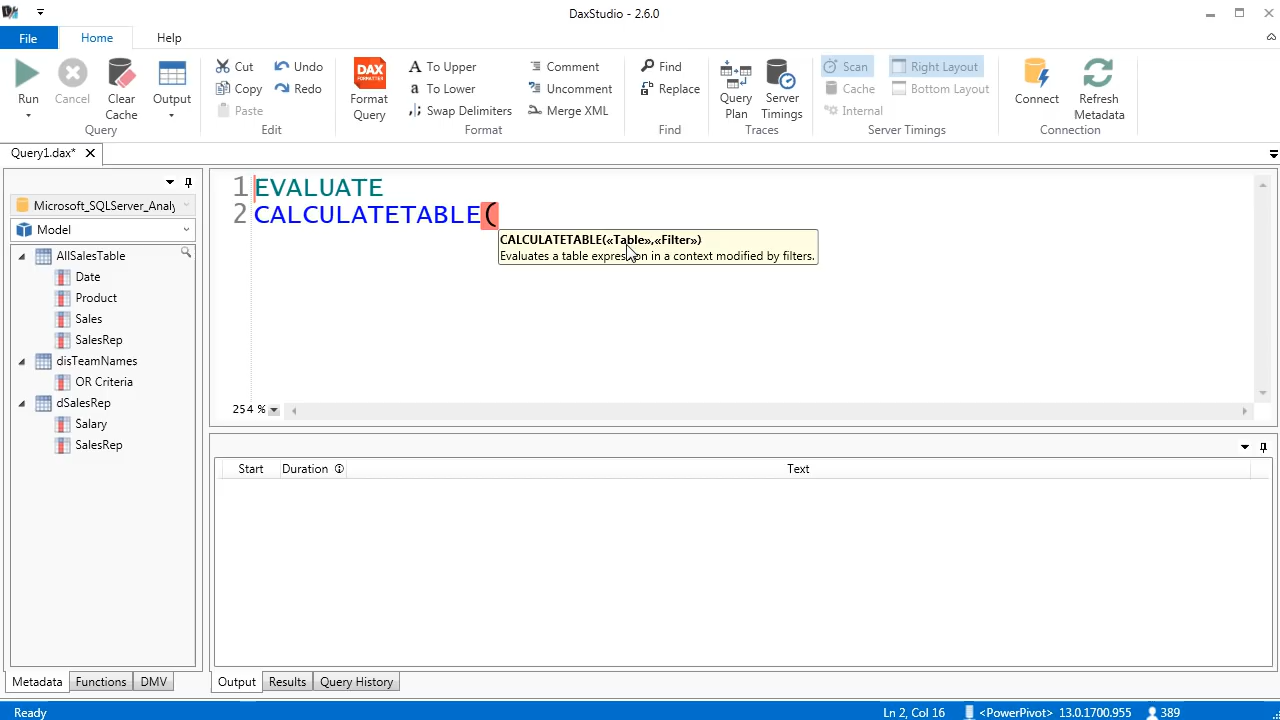 DaxStudio - 2.6.0
File Home Help
Run
Cancel
Clear Cache
Output
Query
Cut
Copy
Paste
Undo
Redo
Edit
DAX FORMATTER
Format Query
To Upper
To Lower
Swap Delimiters
Comment
Uncomment
Merge XML
Format
Find
Replace
Find
Query Plan
Server Timings
Traces
Scan
Cache
Internal
Right Layout
Bottom Layout
Server Timings
Connect
Refresh Metadata
Connection
Query1.dax*
Microsoft_SQLServer_Analy
Model
AllSalesTable
Date
Product
Sales
SalesRep
disTeamNames
OR Criteria
dSalesRep
Salary
SalesRep
Metadata Functions DMV
1 EVALUATE
2 CALCULATETABLE(
CALCULATETABLE(«Table»,«Filter»)
Evaluates a table expression in a context modified by filters.
254 %
Start Duration Text
Output Results Query History
Ready Ln 2, Col 16 <PowerPivot> 13.0.1700.955 389